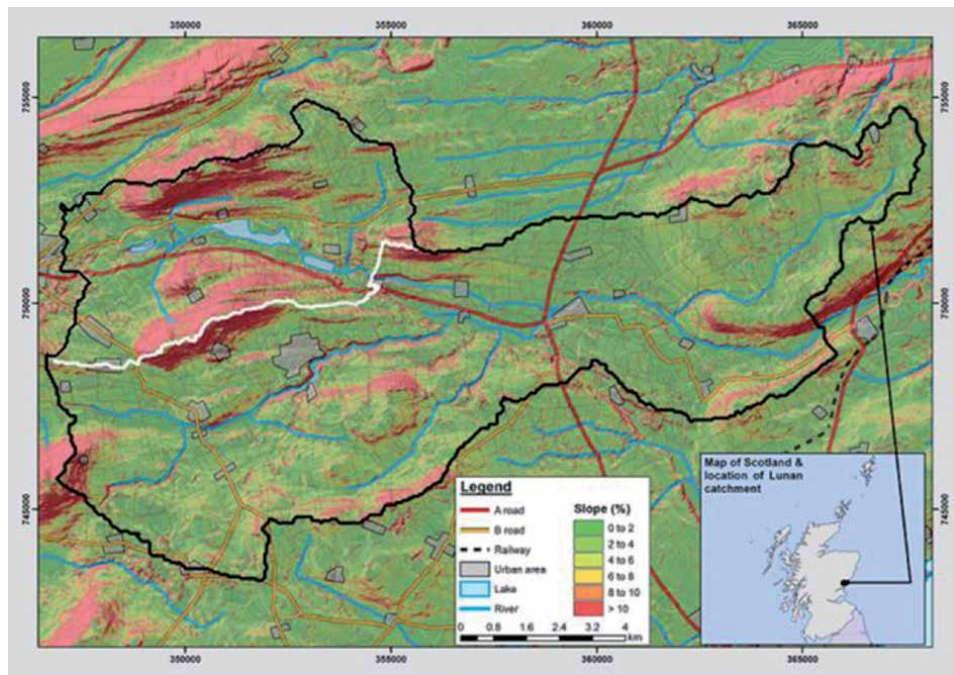 350000 355000 360000 365000
755000 755000
750000 750000
745000 745000
Legend
A road
B road
Railway
Urban area
Lake
River
0 0.8 1.6 2.4 3.2 4
km
Slope (%)
0 to 2
2 to 4
4 to 6
6 to 8
8 to 10
> 10
Map of Scotland &
location of Lunan
catchment
350000 355000 360000 365000